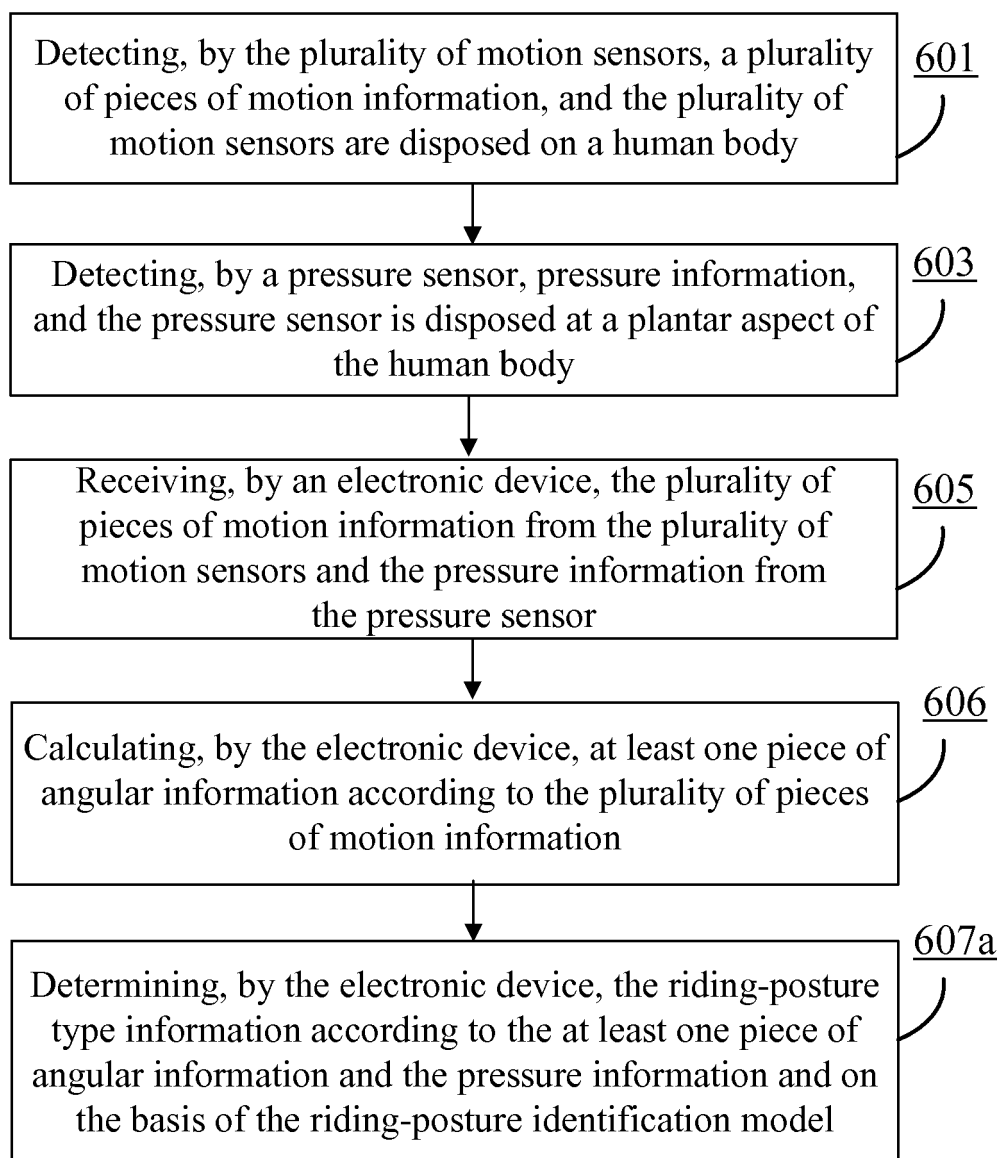 Detecting, by the plurality of motion sensors, a plurality
of pieces of motion information, and the plurality of
motion sensors are disposed on a human body
601
Detecting, by a pressure sensor, pressure information,
and the pressure sensor is disposed at a plantar aspect of
the human body
603
Receiving, by an electronic device, the plurality of
pieces of motion information from the plurality of
motion sensors and the pressure information from
the pressure sensor
605
Calculating, by the electronic device, at least one piece of
angular information according to the plurality of pieces
of motion information
606
Determining, by the electronic device, the riding-posture
type information according to the at least one piece of
angular information and the pressure information and on
the basis of the riding-posture identification model
607a